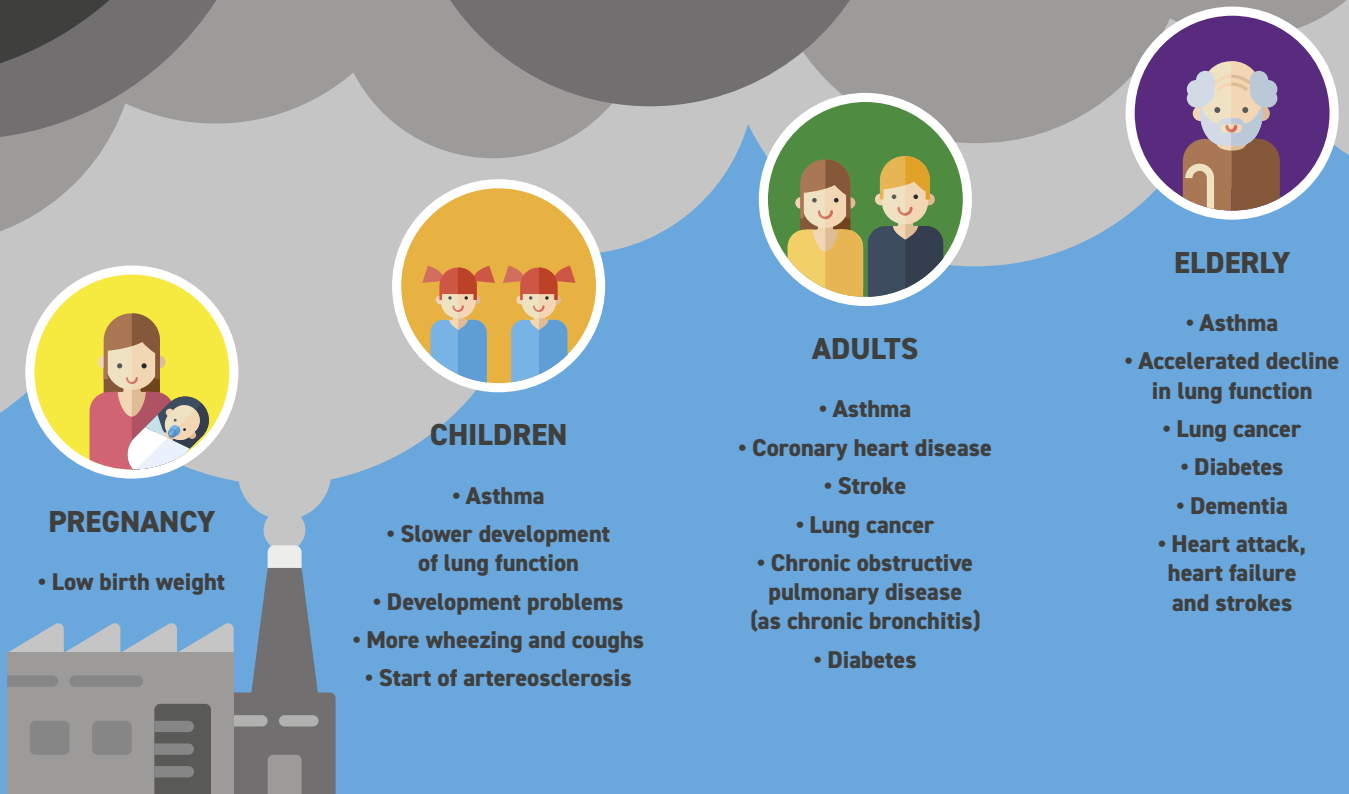 PREGNANCY
• Low birth weight
CHILDREN
• Asthma
• Slower development
of lung function
• Development problems
• More wheezing and coughs
• Start of artereosclerosis
ADULTS
• Asthma
• Coronary heart disease
• Stroke
• Lung cancer
• Chronic obstructive
pulmonary disease
(as chronic bronchitis)
• Diabetes
ELDERLY
• Asthma
• Accelerated decline
in lung function
• Lung cancer
• Diabetes
• Dementia
• Heart attack,
heart failure
and strokes